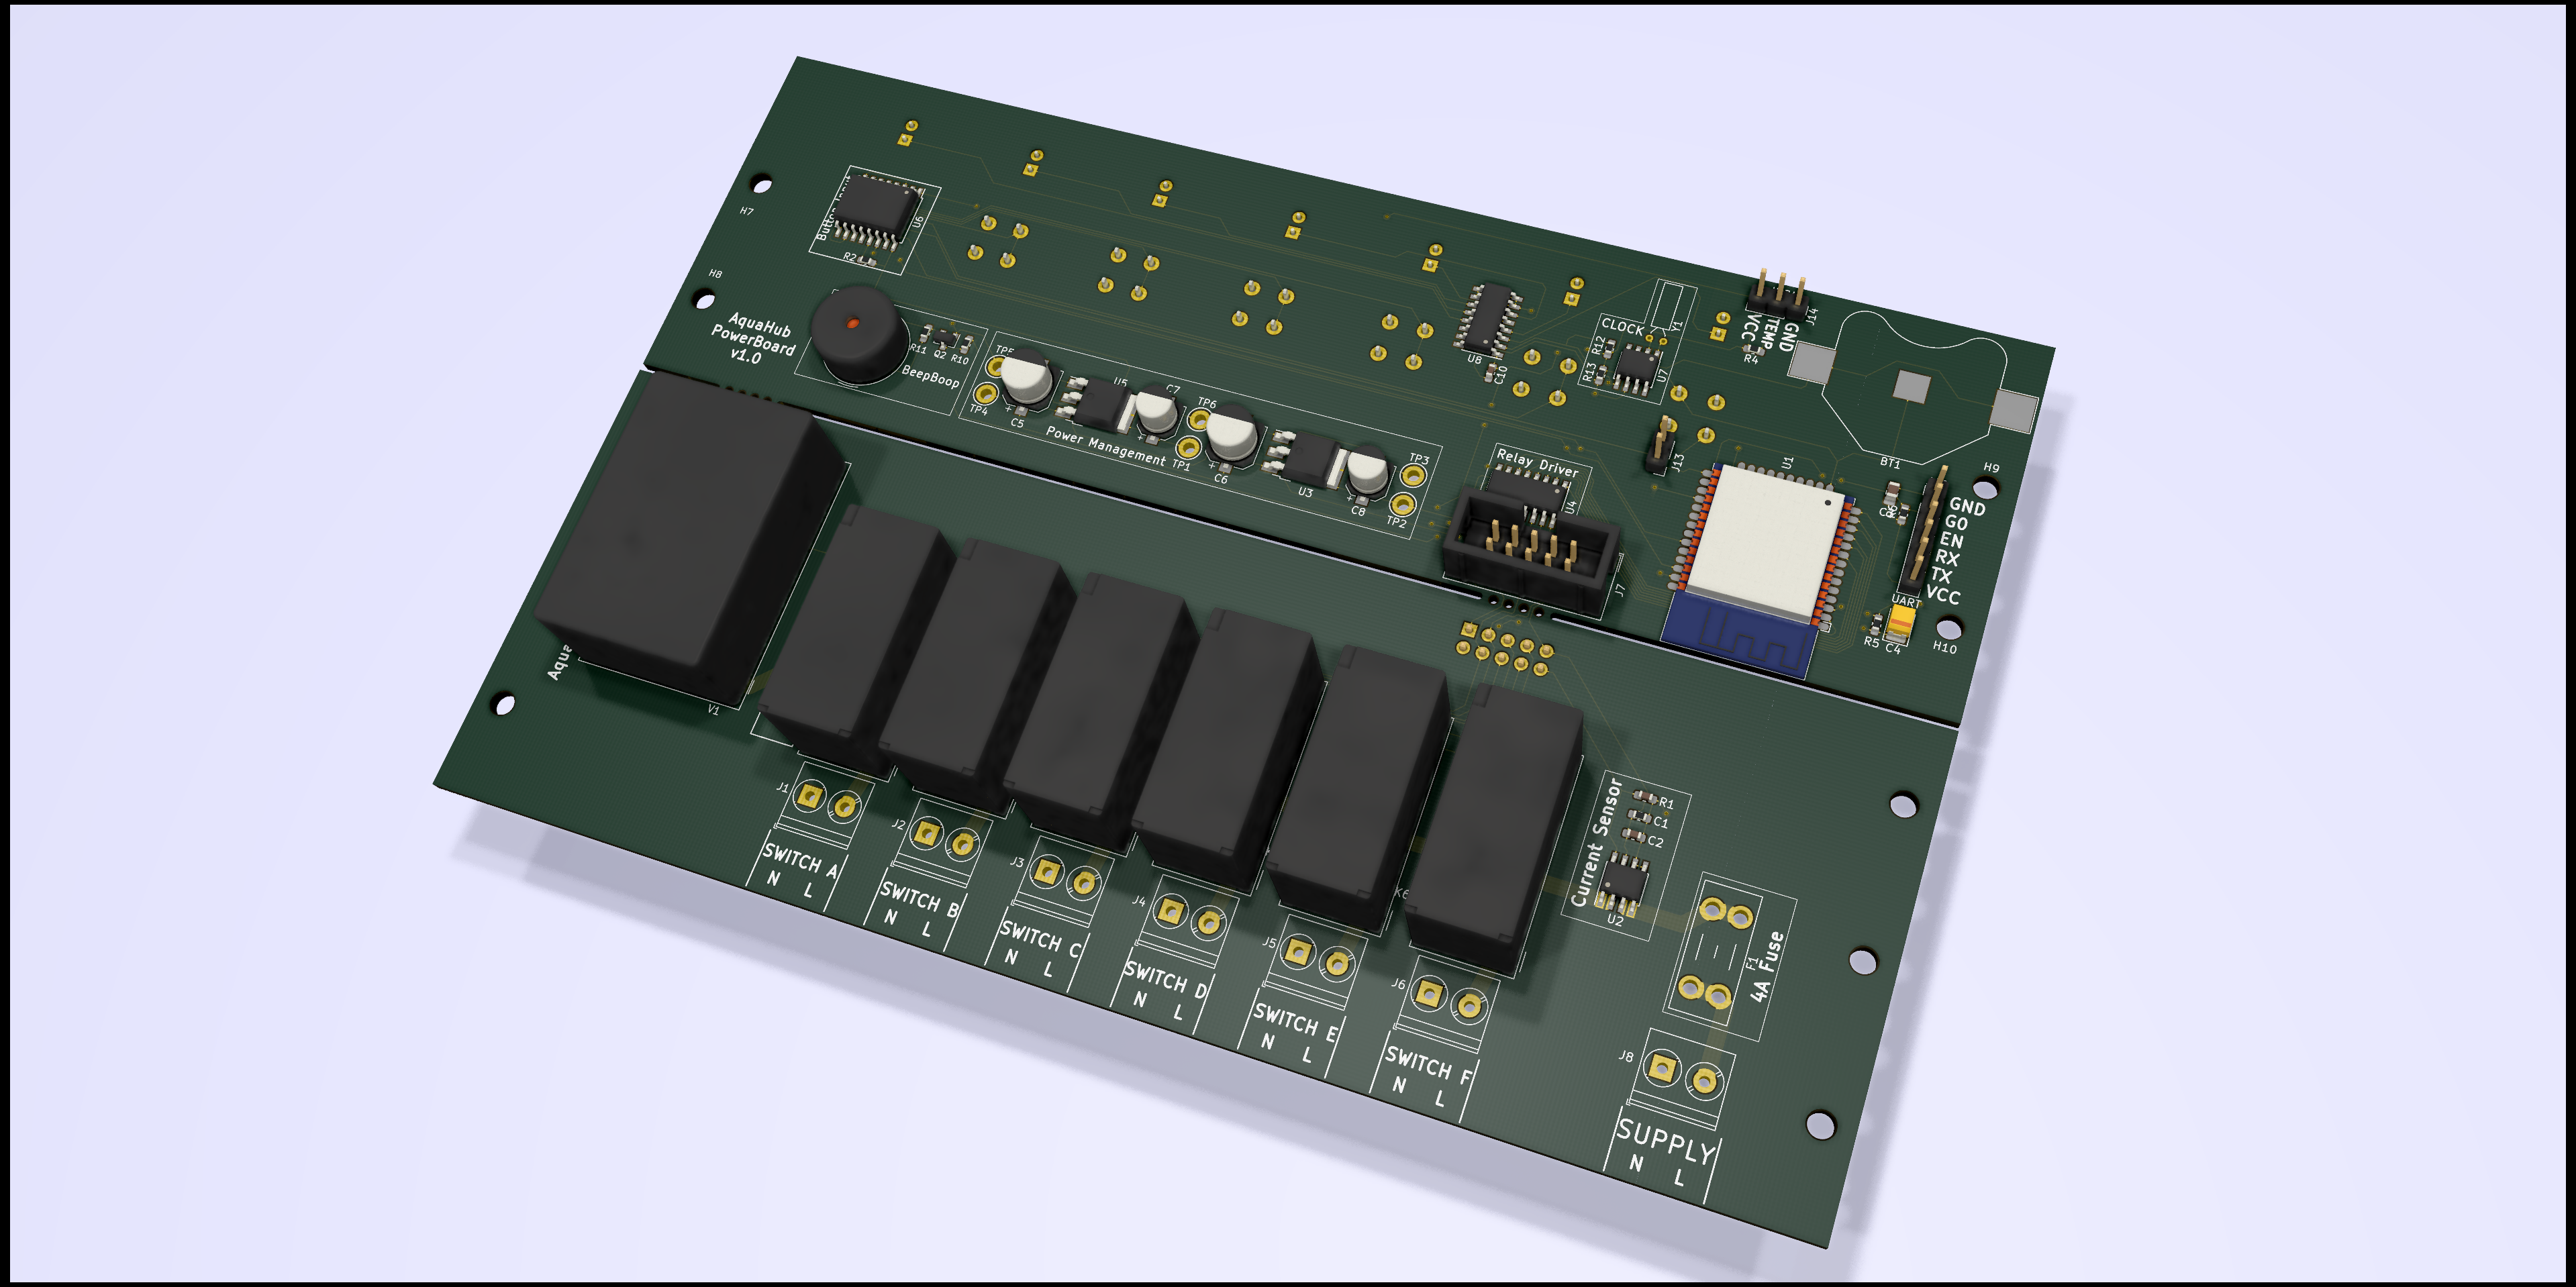 H7
U6
R2
H8
AquaHub
PowerBoard
v1.0
R11
Q2
R10
BeepBoop
TP4
C5
U5
C7
Power Management
TP6
TP1
C6
U3
TP3
C8
TP2
U8
C10
CLOCK
Y1
R12
R13
U7
VCC
TEMP
GND
J14
R4
J13
Relay Driver
U4
J7
U1
BT1
H9
GND
G0
EN
RX
TX
VCC
UART
R5
C4
H10
Aqua
V1
J1
SWITCH A
N L
J2
SWITCH B
N L
J3
SWITCH C
N L
J4
SWITCH D
N L
J5
SWITCH E
N L
J6
SWITCH F
N L
Current Sensor
R1
C1
C2
U2
F1
4A Fuse
J8
SUPPLY
N L